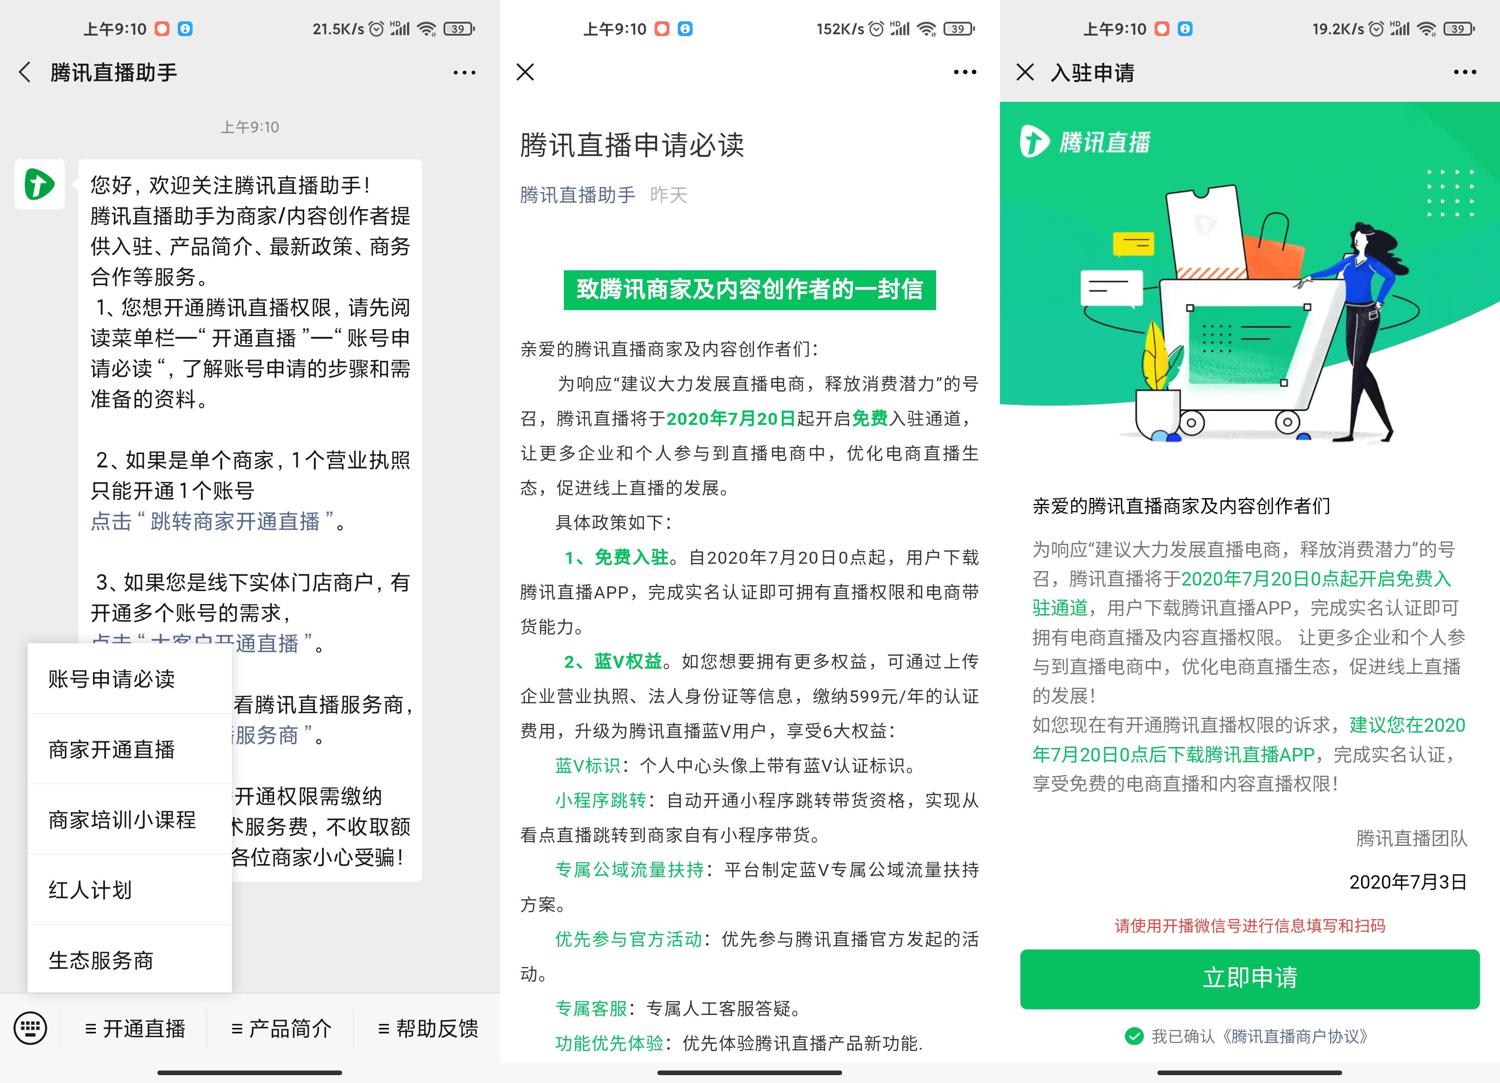 上午9:10
21.5K/s
HD
39
腾讯直播助手
上午9:10
您好，欢迎关注腾讯直播助手！
腾讯直播助手为商家/内容创作者提
供入驻、产品简介、最新政策、商务
合作等服务。
1、您想开通腾讯直播权限，请先阅
读菜单栏—“开通直播”—“账号申
请必读“，了解账号申请的步骤和需
准备的资料。
2、如果是单个商家，1个营业执照
只能开通1个账号
点击“跳转商家开通直播”。
3、如果您是线下实体门店商户，有
开通多个账号的需求，
点击“大客户开通直播”。
看腾讯直播服务商，
服务商”。
开通权限需缴纳
术服务费，不收取额
各位商家小心受骗！
账号申请必读
商家开通直播
商家培训小课程
红人计划
生态服务商
开通直播
产品简介
帮助反馈
上午9:10
152K/s
HD
39
腾讯直播申请必读
腾讯直播助手 昨天
致腾讯商家及内容创作者的一封信
亲爱的腾讯直播商家及内容创作者们：
为响应“建议大力发展直播电商，释放消费潜力”的号
召，腾讯直播将于2020年7月20日起开启免费入驻通道，
让更多企业和个人参与到直播电商中，优化电商直播生
态，促进线上直播的发展。
具体政策如下：
1、免费入驻。自2020年7月20日0点起，用户下载
腾讯直播APP，完成实名认证即可拥有直播权限和电商带
货能力。
2、蓝V权益。如您想要拥有更多权益，可通过上传
企业营业执照、法人身份证等信息，缴纳599元/年的认证
费用，升级为腾讯直播蓝V用户，享受6大权益：
蓝V标识：个人中心头像上带有蓝V认证标识。
小程序跳转：自动开通小程序跳转带货资格，实现从
看点直播跳转到商家自有小程序带货。
专属公域流量扶持：平台制定蓝V专属公域流量扶持
方案。
优先参与官方活动：优先参与腾讯直播官方发起的活
动。
专属客服：专属人工客服答疑。
功能优先体验：优先体验腾讯直播产品新功能.
上午9:10
19.2K/s
HD
39
入驻申请
腾讯直播
亲爱的腾讯直播商家及内容创作者们
为响应“建议大力发展直播电商，释放消费潜力”的号
召，腾讯直播将于2020年7月20日0点起开启免费入
驻通道，用户下载腾讯直播APP，完成实名认证即可
拥有电商直播及内容直播权限。 让更多企业和个人参
与到直播电商中，优化电商直播生态，促进线上直播
的发展！
如您现在有开通腾讯直播权限的诉求，建议您在2020
年7月20日0点后下载腾讯直播APP，完成实名认证，
享受免费的电商直播和内容直播权限！
腾讯直播团队
2020年7月3日
请使用开播微信号进行信息填写和扫码
立即申请
我已确认《腾讯直播商户协议》